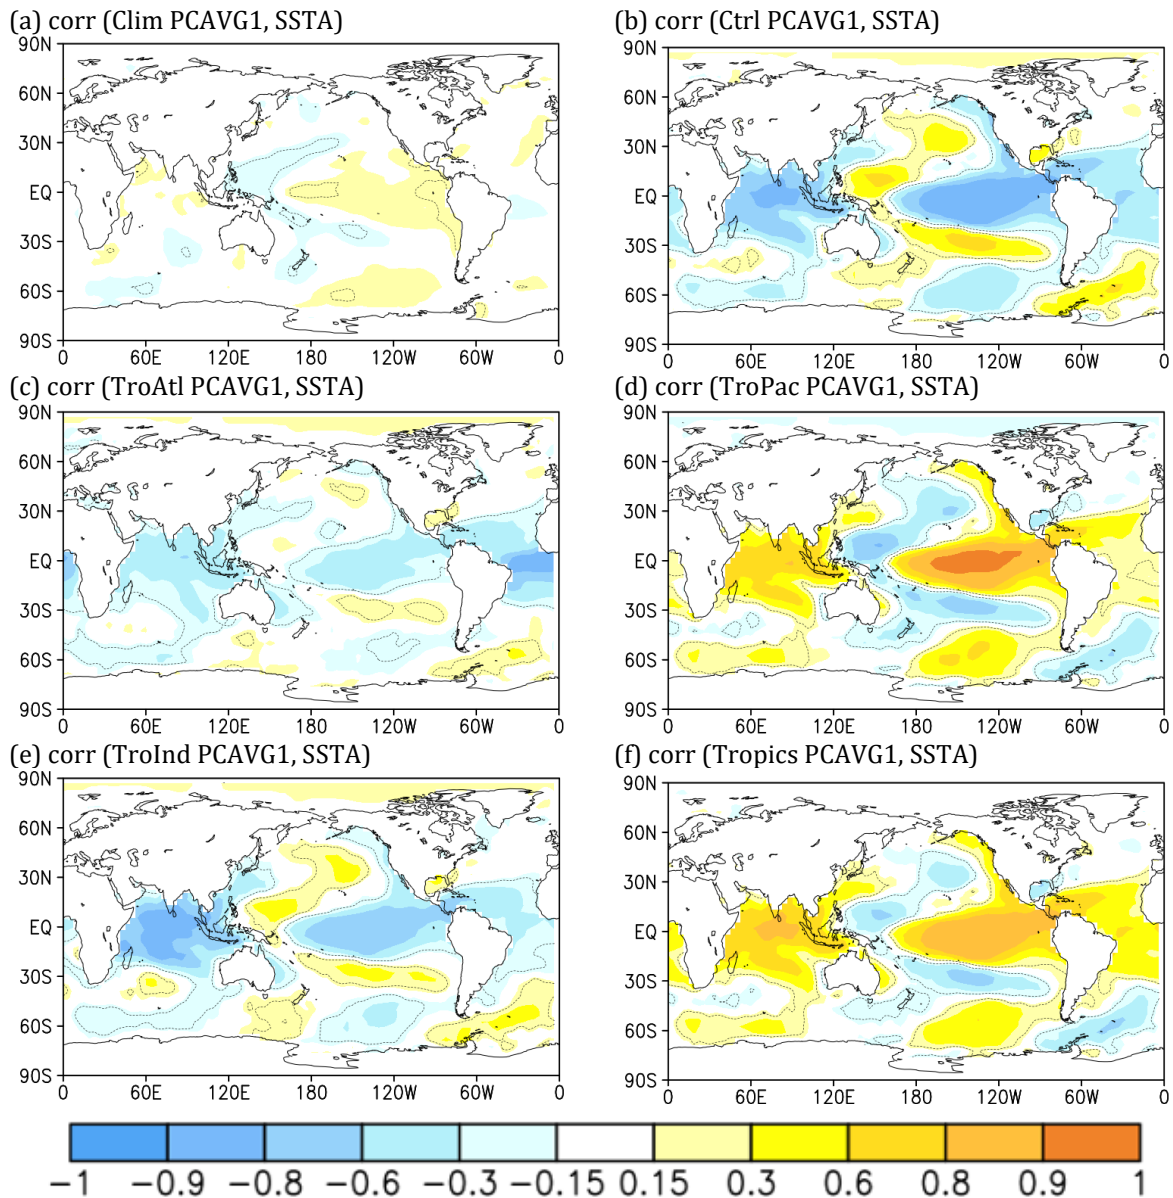 (a) corr (Clim PCAVG1, SSTA)
90N
60N
30N
EQ
30S
60S
90S
0 60E 120E 180 120W 60W 0
(b) corr (Ctrl PCAVG1, SSTA)
90N
60N
30N
EQ
30S
60S
90S
0 60E 120E 180 120W 60W 0
(c) corr (TroAtl PCAVG1, SSTA)
90N
60N
30N
EQ
30S
60S
90S
0 60E 120E 180 120W 60W 0
(d) corr (TroPac PCAVG1, SSTA)
90N
60N
30N
EQ
30S
60S
90S
0 60E 120E 180 120W 60W 0
(e) corr (TroInd PCAVG1, SSTA)
90N
60N
30N
EQ
30S
60S
90S
0 60E 120E 180 120W 60W 0
(f) corr (Tropics PCAVG1, SSTA)
90N
60N
30N
EQ
30S
60S
90S
0 60E 120E 180 120W 60W 0
−1 −0.9 −0.8 −0.6 −0.3 −0.15 0.15 0.3 0.6 0.8 0.9 1